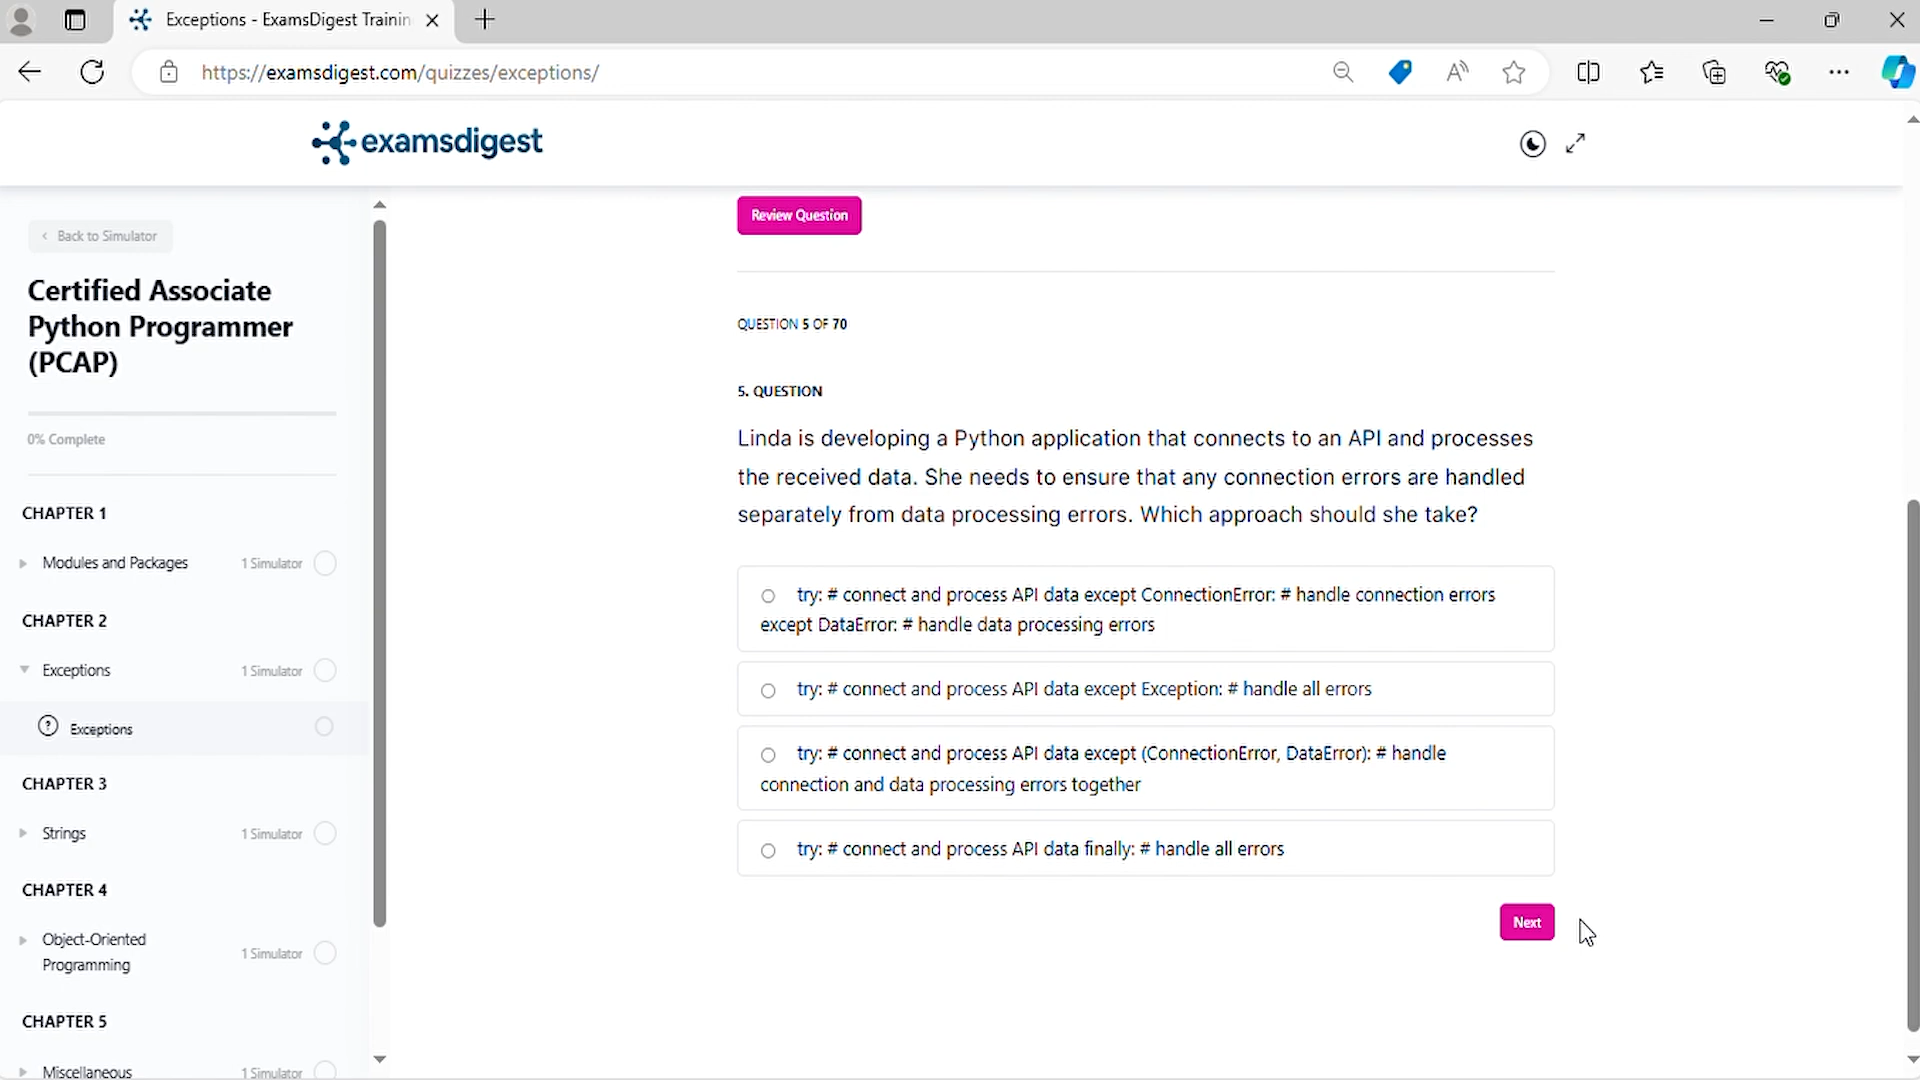 Exceptions - ExamsDigest Trainin
https://examsdigest.com/quizzes/exceptions/
examsdigest
Back to Simulator
Certified Associate
Python Programmer
(PCAP)
0% Complete
CHAPTER 1
Modules and Packages 1 Simulator
CHAPTER 2
Exceptions 1 Simulator
Exceptions
CHAPTER 3
Strings 1 Simulator
CHAPTER 4
Object-Oriented
Programming 1 Simulator
CHAPTER 5
Miscellaneous 1 Simulator
Review Question
QUESTION 5 OF 70
5. QUESTION
Linda is developing a Python application that connects to an API and processes
the received data. She needs to ensure that any connection errors are handled
separately from data processing errors. Which approach should she take?
try: # connect and process API data except ConnectionError: # handle connection errors
except DataError: # handle data processing errors
try: # connect and process API data except Exception: # handle all errors
try: # connect and process API data except (ConnectionError, DataError): # handle
connection and data processing errors together
try: # connect and process API data finally: # handle all errors
Next